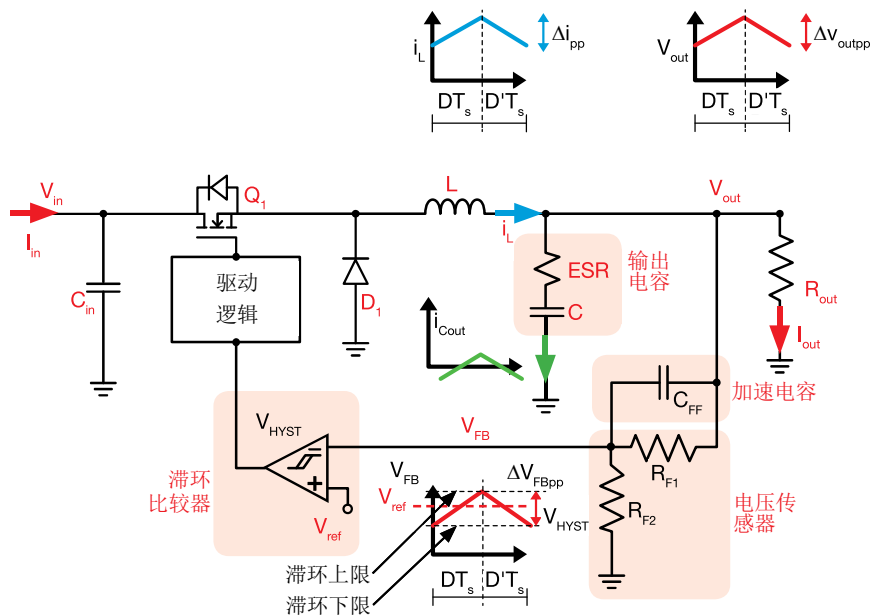 i_L
Δi_pp
DT_s D'T_s
V_out
Δv_outpp
DT_s D'T_s
V_in
I_in
Q_1
L
i_L
V_out
驱动
逻辑
C_in
D_1
ESR
C
输出
电容
R_out
I_out
i_Cout
C_FF
加速电容
V_HYST
V_FB
R_F1
R_F2
电压传
感器
滞环
比较器
V_ref
V_FB
ΔV_FBpp
V_ref
V_HYST
滞环上限
滞环下限
DT_s D'T_s